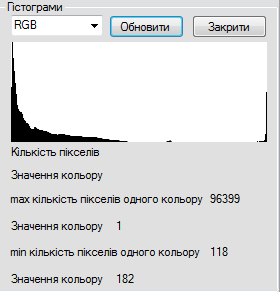 Гістограми
RGB
Обновити
Закрити
Кількість пікселів
Значення кольору
max кількість пікселів одного кольору 96399
Значення кольору 1
min кількість пікселів одного кольору 118
Значення кольору 182